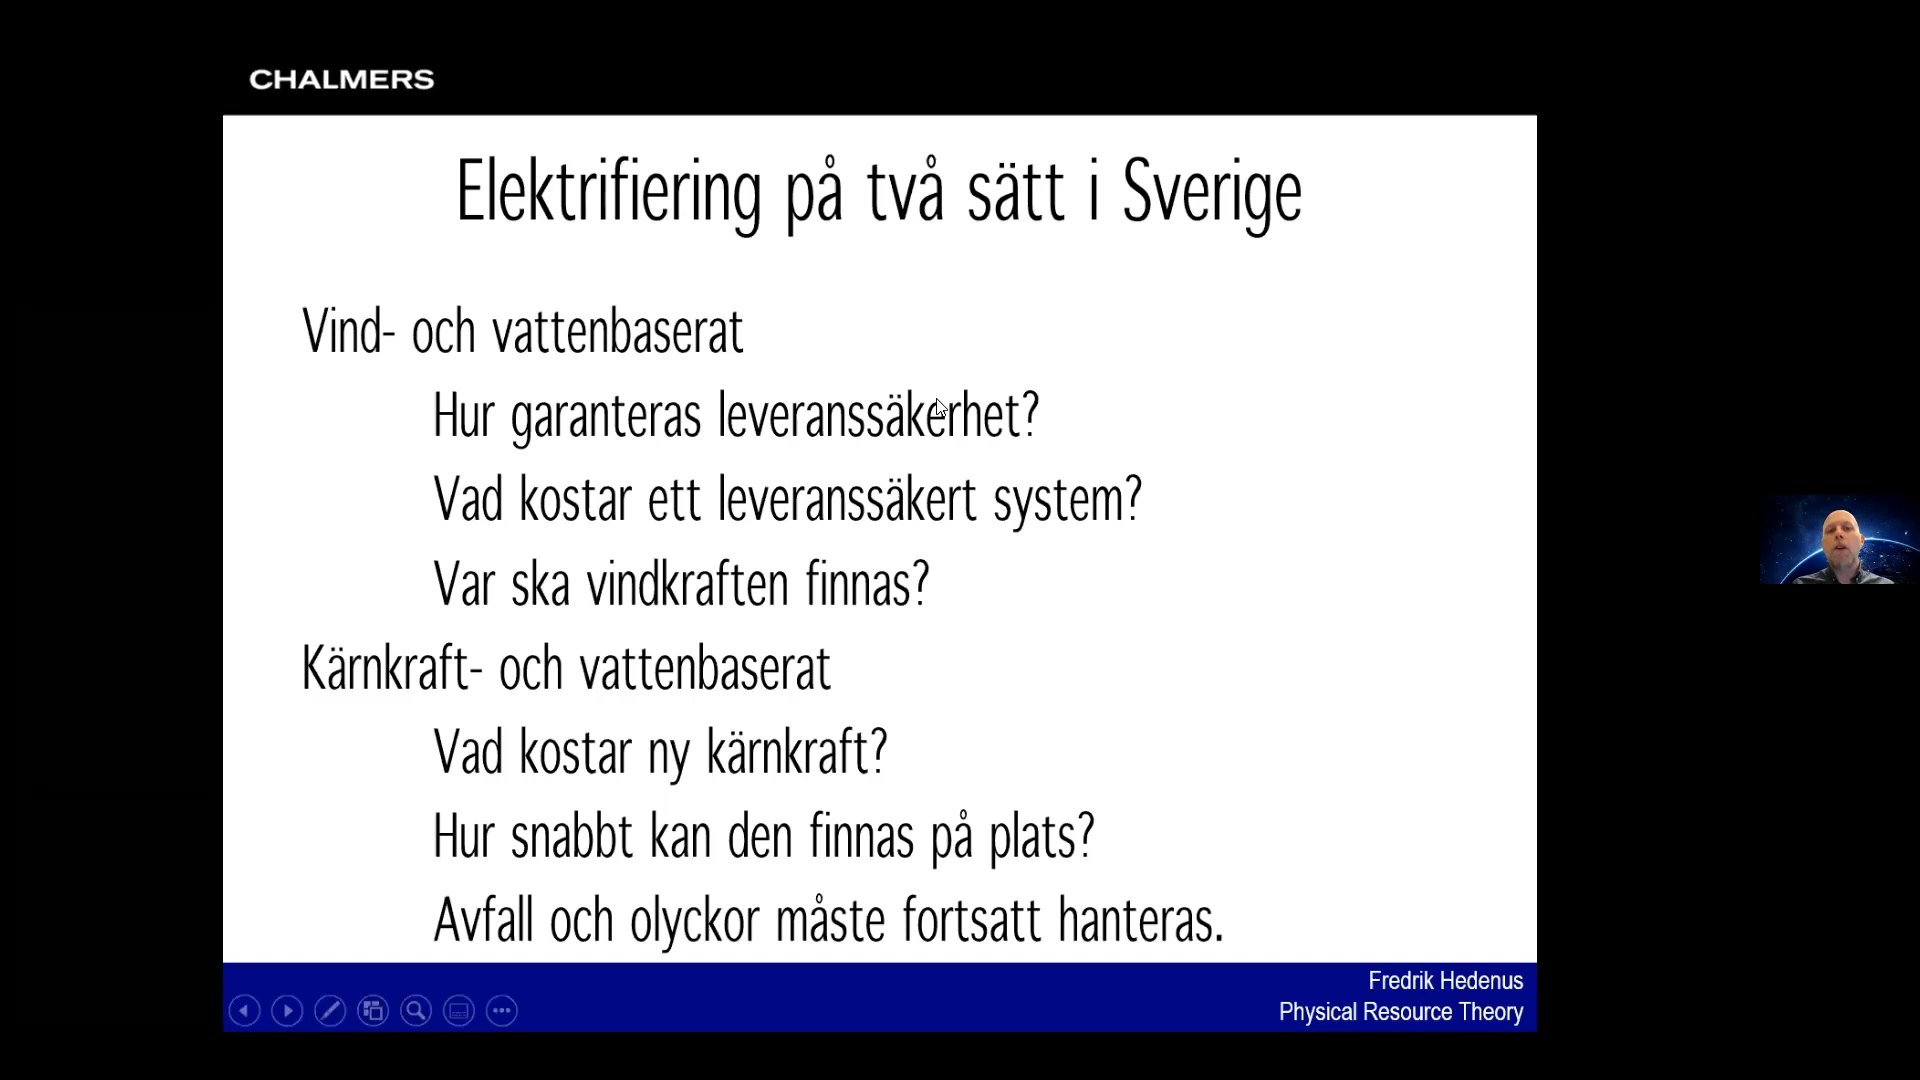 CHALMERS
Elektrifiering på två sätt i Sverige
Vind- och vattenbaserat
Hur garanteras leveranssäkerhet?
Vad kostar ett leveranssäkert system?
Var ska vindkraften finnas?
Kärnkraft- och vattenbaserat
Vad kostar ny kärnkraft?
Hur snabbt kan den finnas på plats?
Avfall och olyckor måste fortsatt hanteras.
Fredrik Hedenus
Physical Resource Theory